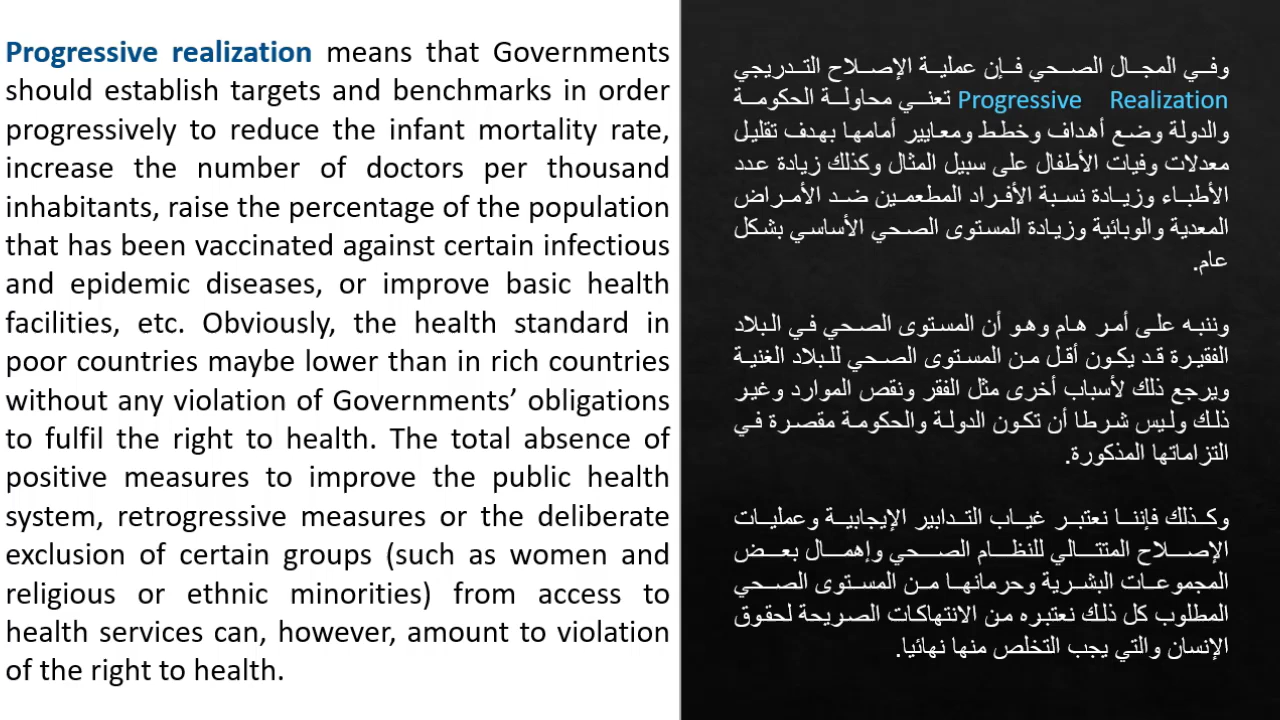 Progressive realization means that Governments
should establish targets and benchmarks in order
progressively to reduce the infant mortality rate,
increase the number of doctors per thousand
inhabitants, raise the percentage of the population
that has been vaccinated against certain infectious
and epidemic diseases, or improve basic health
facilities, etc. Obviously, the health standard in
poor countries maybe lower than in rich countries
without any violation of Governments’ obligations
to fulfil the right to health. The total absence of
positive measures to improve the public health
system, retrogressive measures or the deliberate
exclusion of certain groups (such as women and
religious or ethnic minorities) from access to
health services can, however, amount to violation
of the right to health.
وفي المجال الصحي فإن عملية الإصلاح التدريجي
Progressive Realization تعني محاولة الحكومة
والدولة وضع أهداف وخطط ومعايير أمامها بهدف تقليل
معدلات وفيات الأطفال على سبيل المثال وكذلك زيادة عدد
الأطباء وزيادة نسبة الأفراد المطعمين ضد الأمراض
المعدية والوبائية وزيادة المستوى الصحي الأساسي بشكل
عام.
وننبه على أمر هام وهو أن المستوى الصحي في البلاد
الفقيرة قد يكون أقل من المستوى الصحي للبلاد الغنية
ويرجع ذلك لأسباب أخرى مثل الفقر ونقص الموارد وغير
ذلك وليس شرطا أن تكون الدولة والحكومة مقصرة في
التزاماتها المذكورة.
وكذلك فإننا نعتبر غياب التدابير الإيجابية وعمليات
الإصلاح المتتالي للنظام الصحي وإهمال بعض
المجموعات البشرية وحرمانها من المستوى الصحي
المطلوب كل ذلك نعتبره من الانتهاكات الصريحة لحقوق
الإنسان والتي يجب التخلص منها نهائيا.